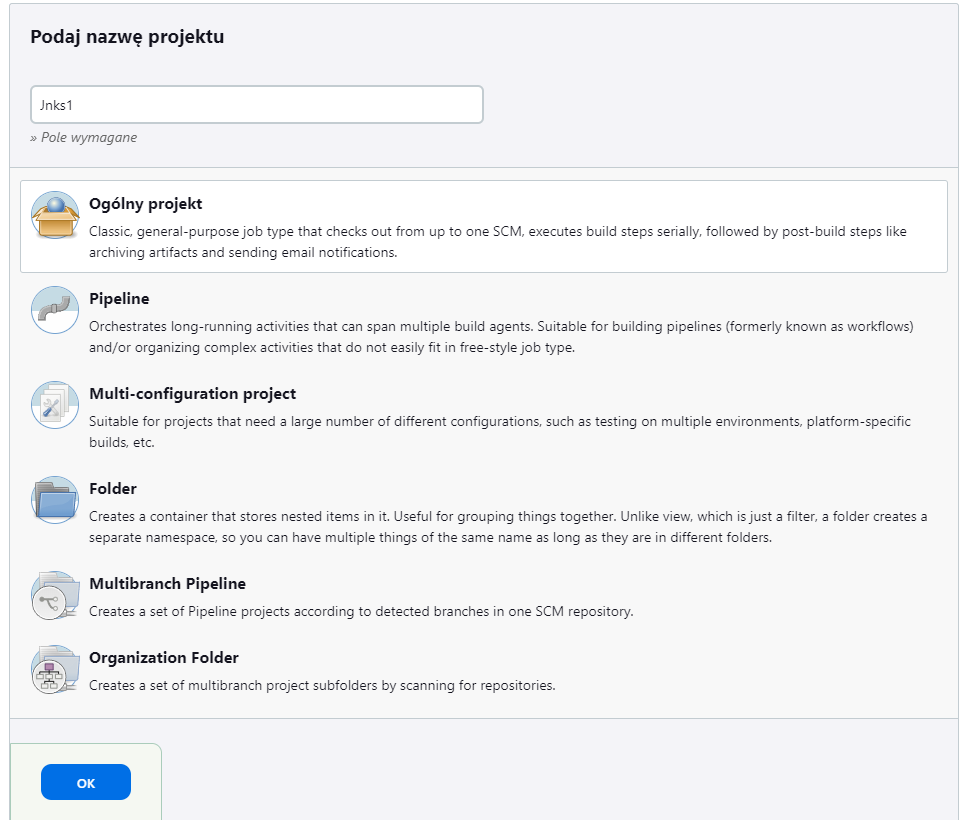 Podaj nazwę projektu
Jnks1
» Pole wymagane
Ogólny projekt
Classic, general-purpose job type that checks out from up to one SCM, executes build steps serially, followed by post-build steps like
archiving artifacts and sending email notifications.
Pipeline
Orchestrates long-running activities that can span multiple build agents. Suitable for building pipelines (formerly known as workflows)
and/or organizing complex activities that do not easily fit in free-style job type.
Multi-configuration project
Suitable for projects that need a large number of different configurations, such as testing on multiple environments, platform-specific
builds, etc.
Folder
Creates a container that stores nested items in it. Useful for grouping things together. Unlike view, which is just a filter, a folder creates a
separate namespace, so you can have multiple things of the same name as long as they are in different folders.
Multibranch Pipeline
Creates a set of Pipeline projects according to detected branches in one SCM repository.
Organization Folder
Creates a set of multibranch project subfolders by scanning for repositories.
OK